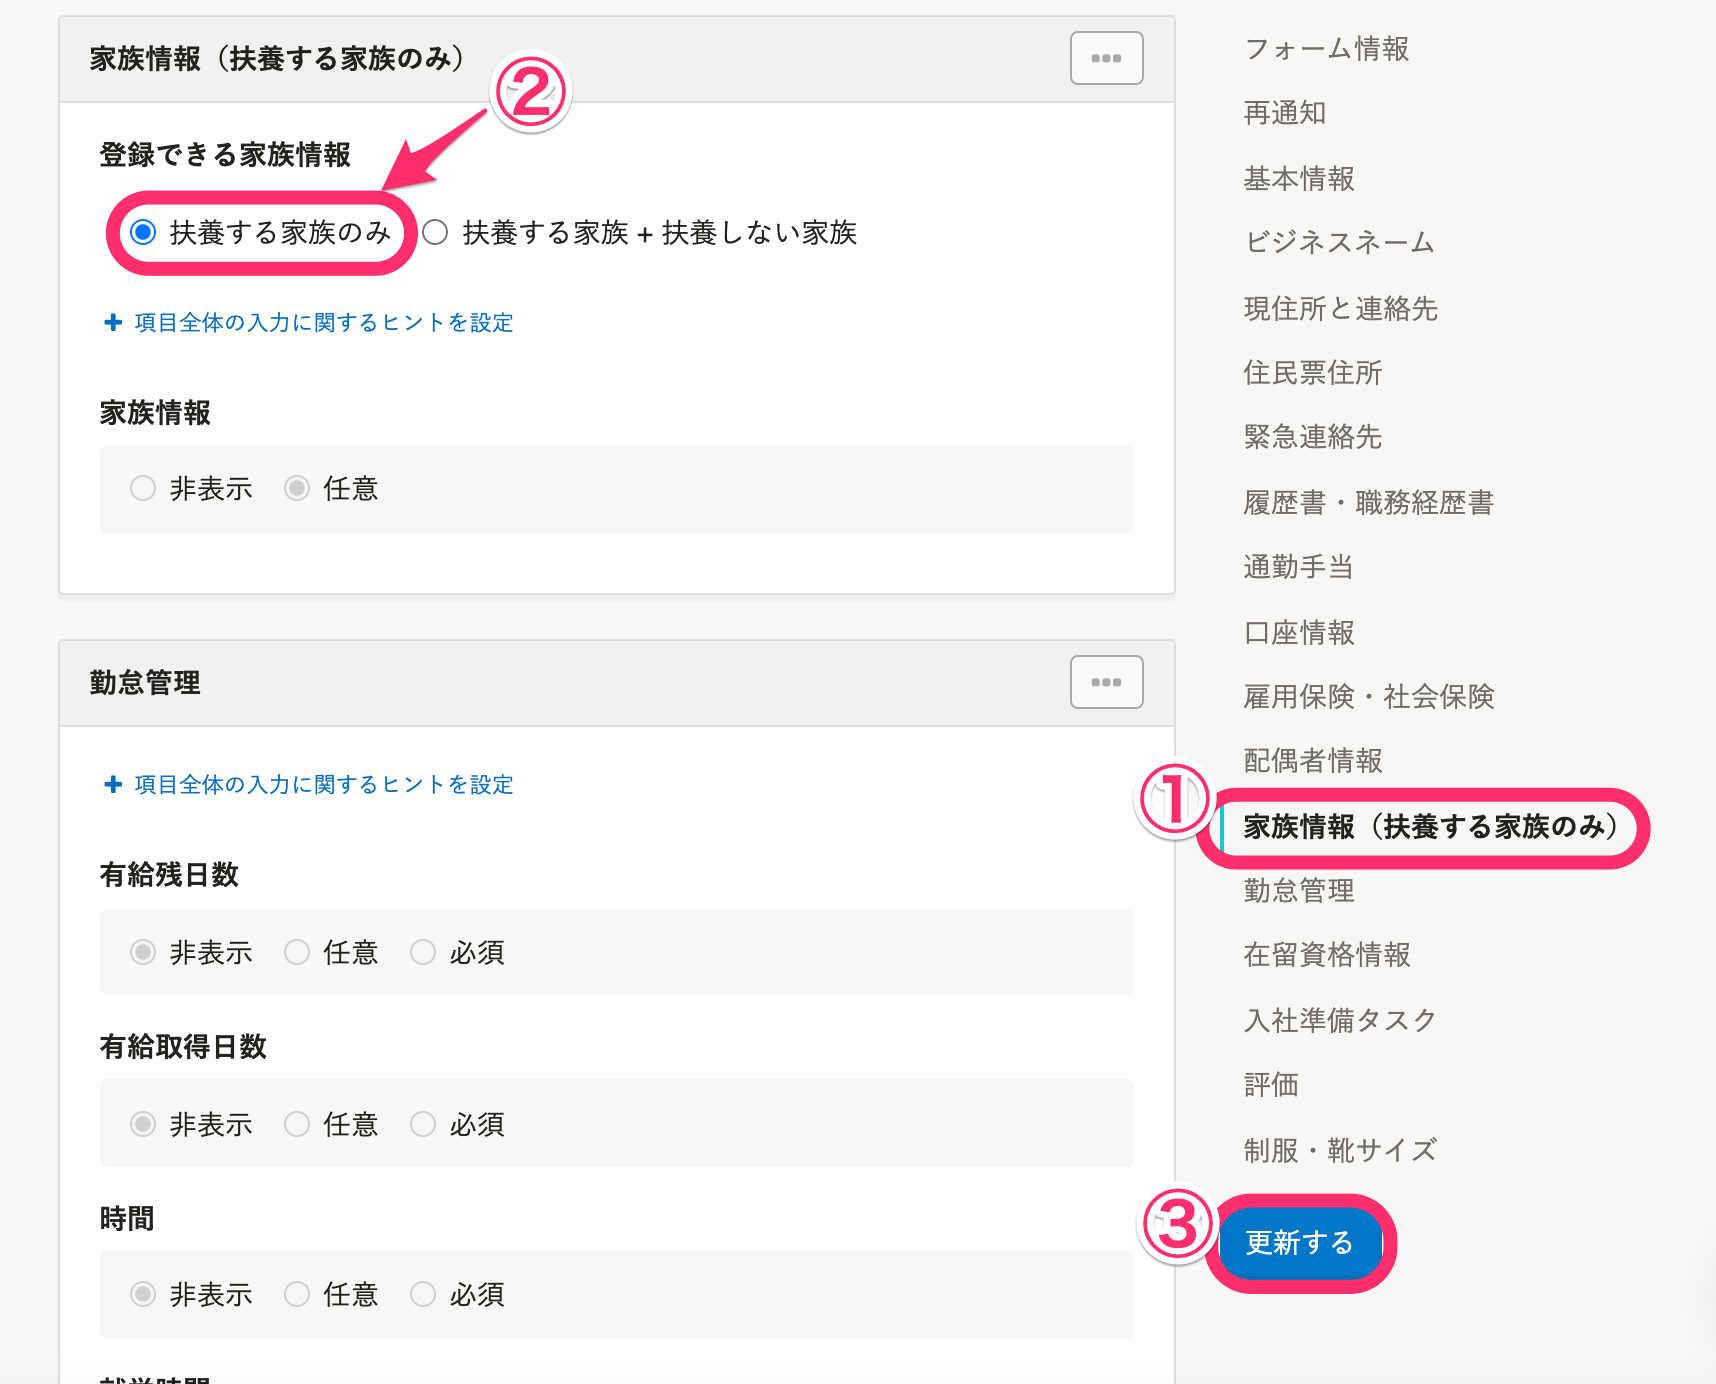 家族情報（扶養する家族のみ）
②
登録できる家族情報
扶養する家族のみ
扶養する家族 + 扶養しない家族
項目全体の入力に関するヒントを設定
家族情報
非表示 任意
勤怠管理
項目全体の入力に関するヒントを設定
有給残日数
非表示 任意 必須
有給取得日数
非表示 任意 必須
時間
非表示 任意 必須
フォーム情報
再通知
基本情報
ビジネスネーム
現住所と連絡先
住民票住所
緊急連絡先
履歴書・職務経歴書
通勤手当
口座情報
雇用保険・社会保険
配偶者情報
①
家族情報（扶養する家族のみ）
勤怠管理
在留資格情報
入社準備タスク
評価
制服・靴サイズ
③
更新する